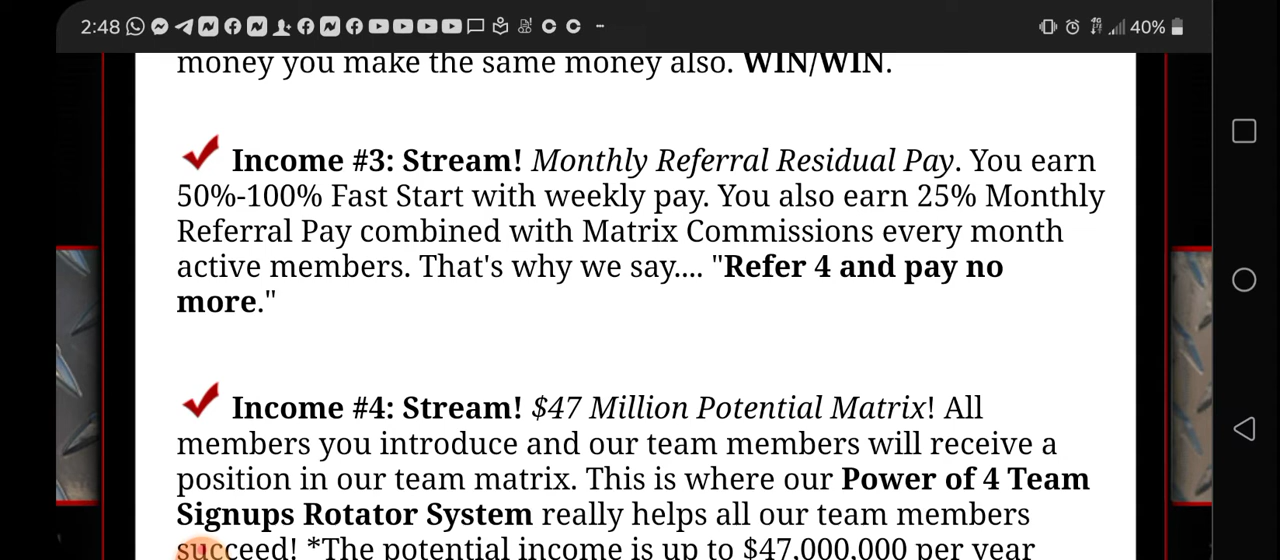 2:48 4G 40%
money you make the same money also. WIN/WIN.
Income #3: Stream! Monthly Referral Residual Pay. You earn
50%-100% Fast Start with weekly pay. You also earn 25% Monthly
Referral Pay combined with Matrix Commissions every month
active members. That's why we say.... "Refer 4 and pay no
more."
Income #4: Stream! $47 Million Potential Matrix! All
members you introduce and our team members will receive a
position in our team matrix. This is where our Power of 4 Team
Signups Rotator System really helps all our team members
succeed! *The potential income is up to $47,000,000 per year